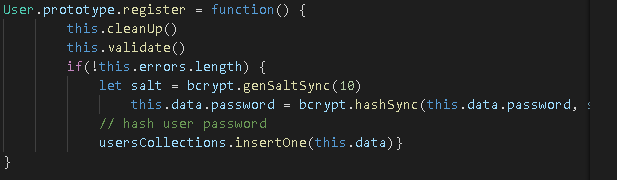 User.prototype.register = function() {
this.cleanUp()
this.validate()
if(!this.errors.length) {
let salt = bcrypt.genSaltSync(10)
this.data.password = bcrypt.hashSync(this.data.password,
// hash user password
usersCollections.insertOne(this.data)}
}